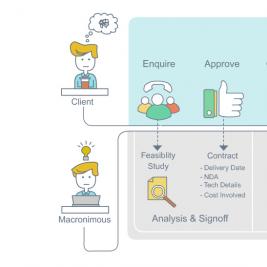 Enquire
Approve
Client
Feasiblity
Study
Contract
- Delivery Date
- NDA
- Tech Details
- Cost Involved
Macronimous
Analysis & Signoff